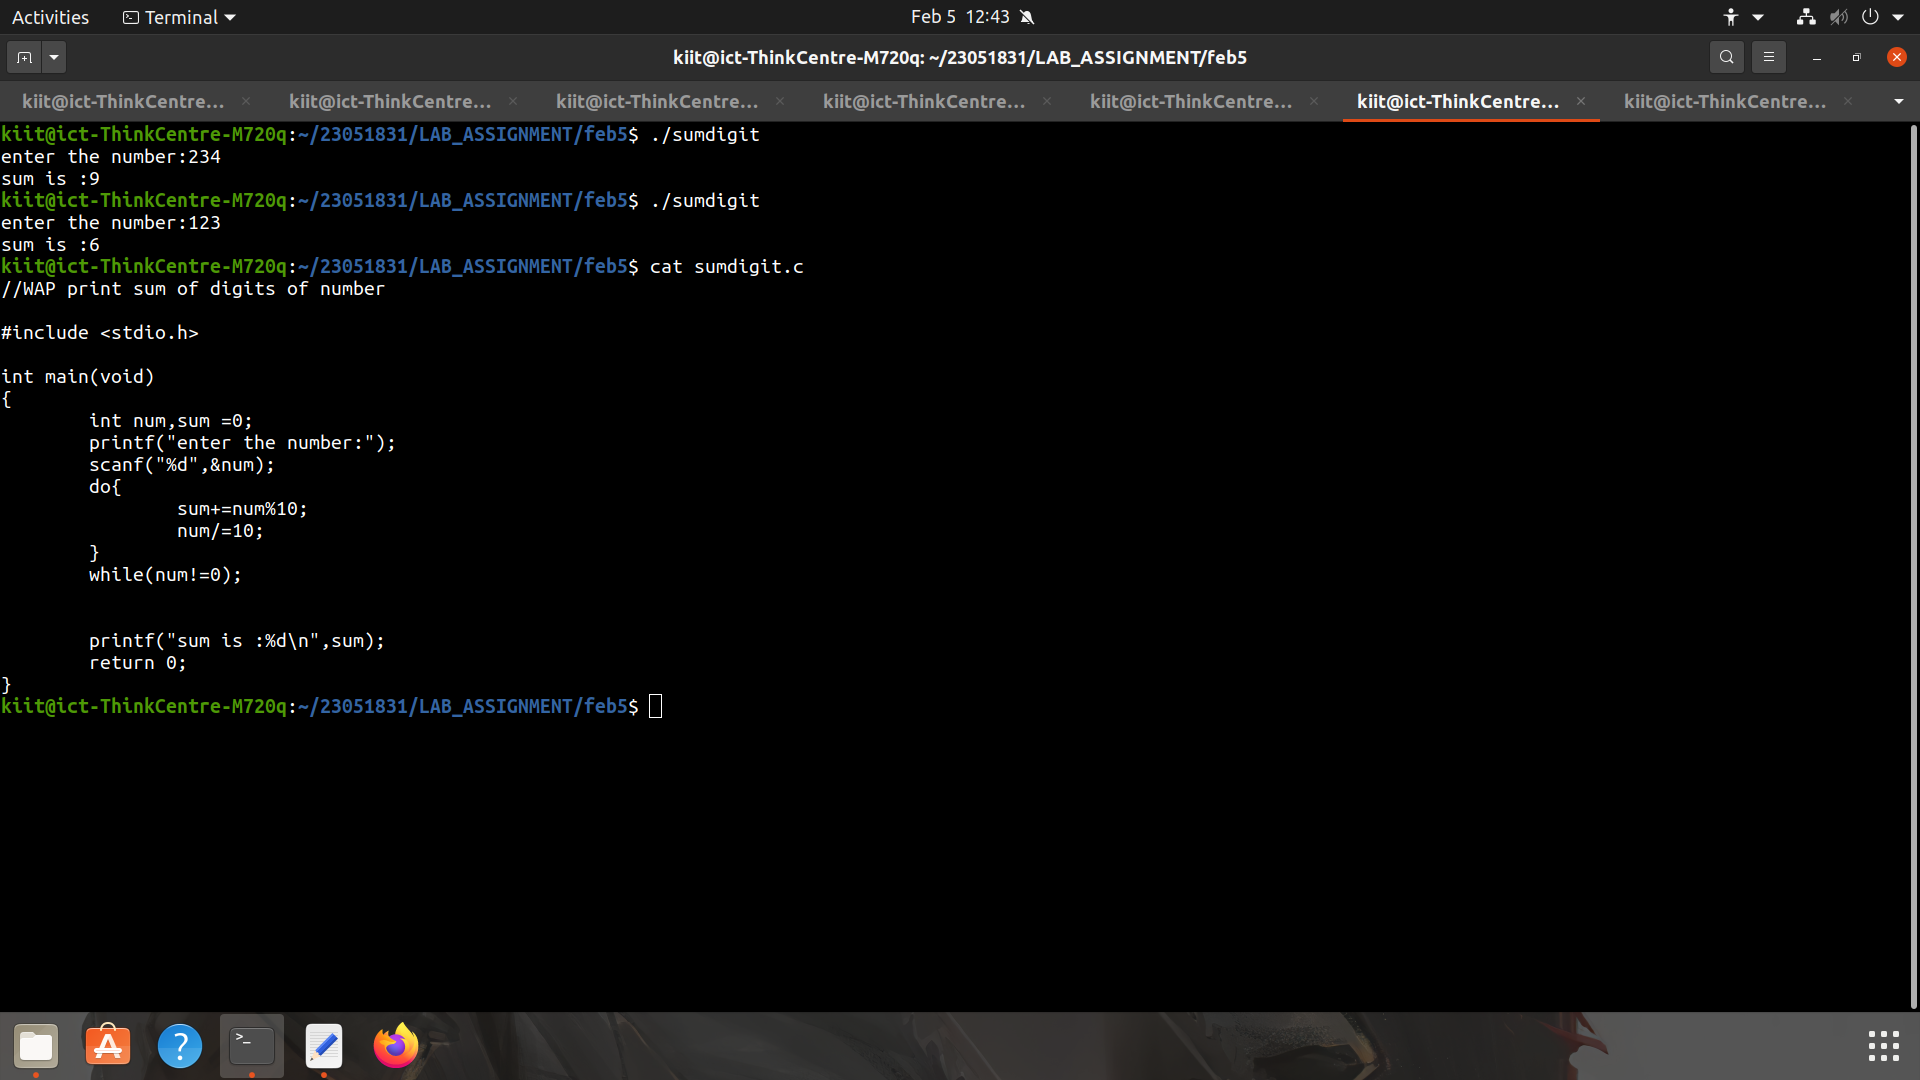 Activities
Terminal
Feb 5 12:43
kiit@ict-ThinkCentre-M720q: ~/23051831/LAB_ASSIGNMENT/feb5
kiit@ict-ThinkCentre... kiit@ict-ThinkCentre... kiit@ict-ThinkCentre... kiit@ict-ThinkCentre... kiit@ict-ThinkCentre... kiit@ict-ThinkCentre... kiit@ict-ThinkCentre...
kiit@ict-ThinkCentre-M720q:~/23051831/LAB_ASSIGNMENT/feb5$ ./sumdigit
enter the number:234
sum is :9
kiit@ict-ThinkCentre-M720q:~/23051831/LAB_ASSIGNMENT/feb5$ ./sumdigit
enter the number:123
sum is :6
kiit@ict-ThinkCentre-M720q:~/23051831/LAB_ASSIGNMENT/feb5$ cat sumdigit.c
//WAP print sum of digits of number
#include <stdio.h>
int main(void)
{
        int num,sum =0;
        printf("enter the number:");
        scanf("%d",&num);
        do{
                sum+=num%10;
                num/=10;
        }
        while(num!=0);
        printf("sum is :%d\n",sum);
        return 0;
}
kiit@ict-ThinkCentre-M720q:~/23051831/LAB_ASSIGNMENT/feb5$